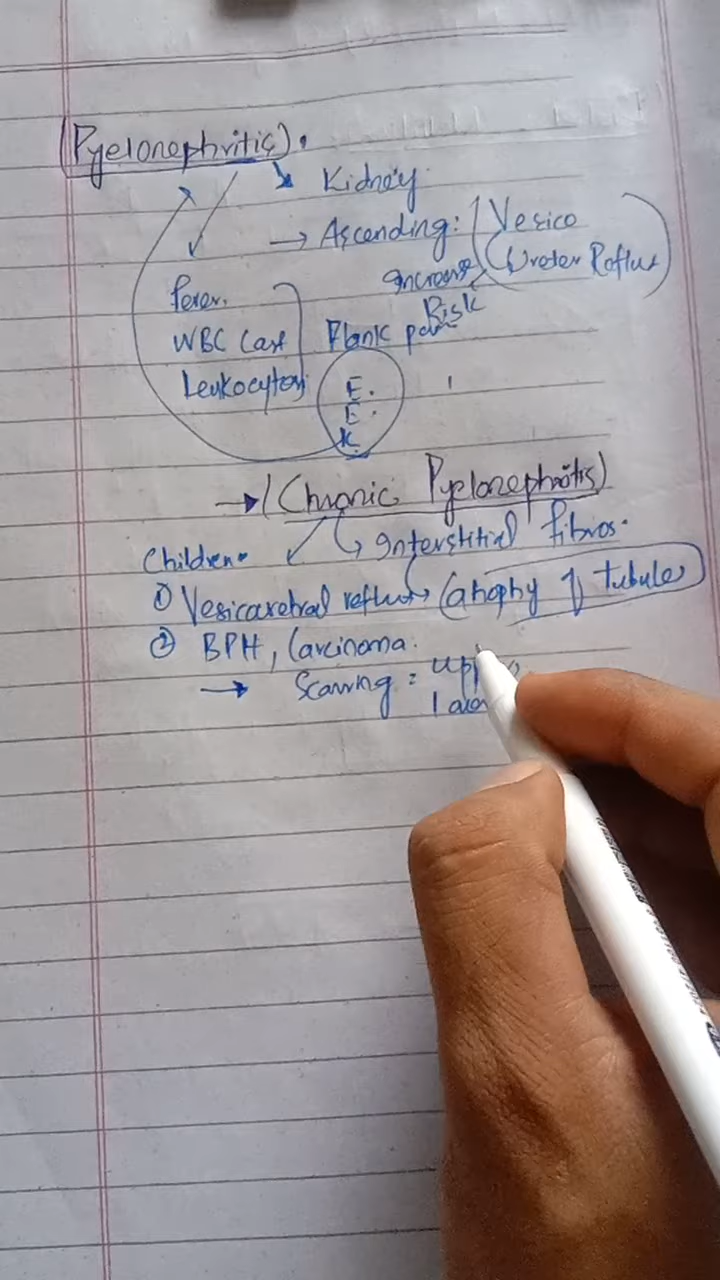 (Pyelonephritis).
Kidney
→ Ascending: (Vesico
Ureter Reflux)
Increase
Risk
Fever.
WBC Cast
Flank pain
Leukocytosis
E.
E.
K.
→ (Chronic Pyelonephritis)
Children.
Interstitial fibros.
① Vesicoureteral reflux → (atrophy of tubules)
② BPH, Carcinoma.
→ Scarring = upp